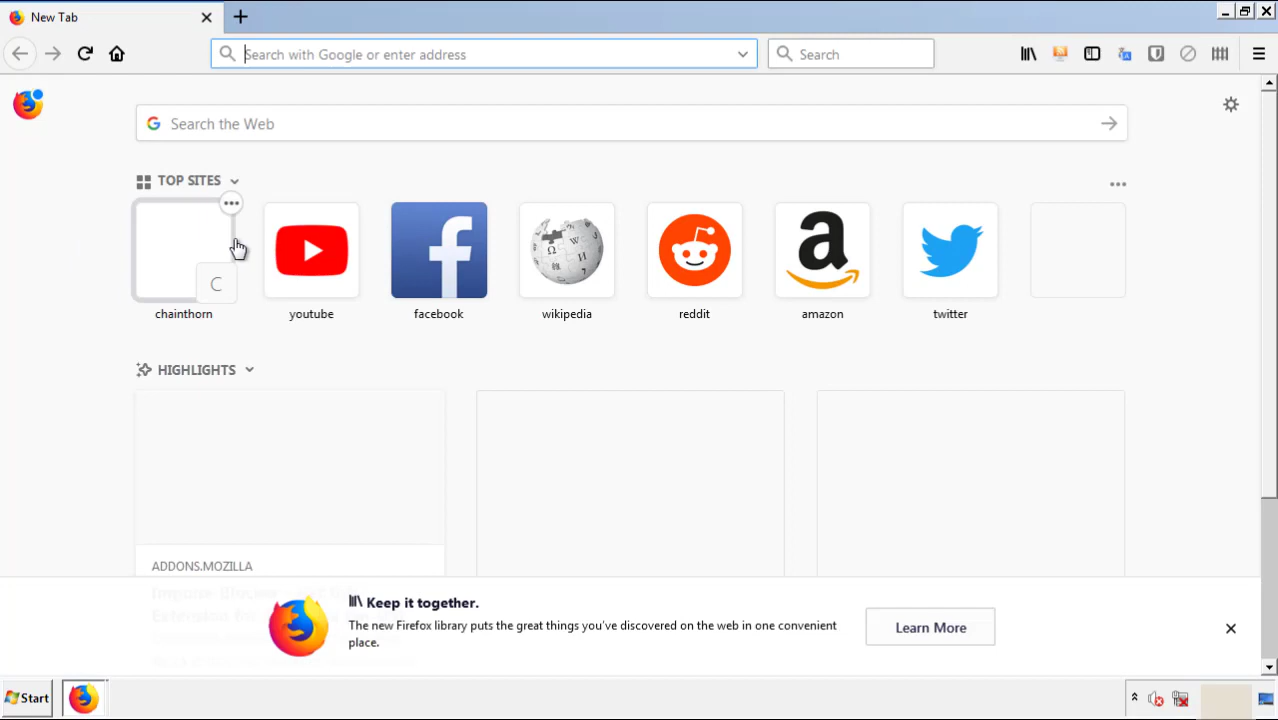 New Tab
Search with Google or enter address
Search
Search the Web
TOP SITES
C
chainthorn
youtube
facebook
wikipedia
reddit
amazon
twitter
HIGHLIGHTS
ADDONS.MOZILLA
Keep it together.
The new Firefox library puts the great things you've discovered on the web in one convenient
place.
Learn More
Start